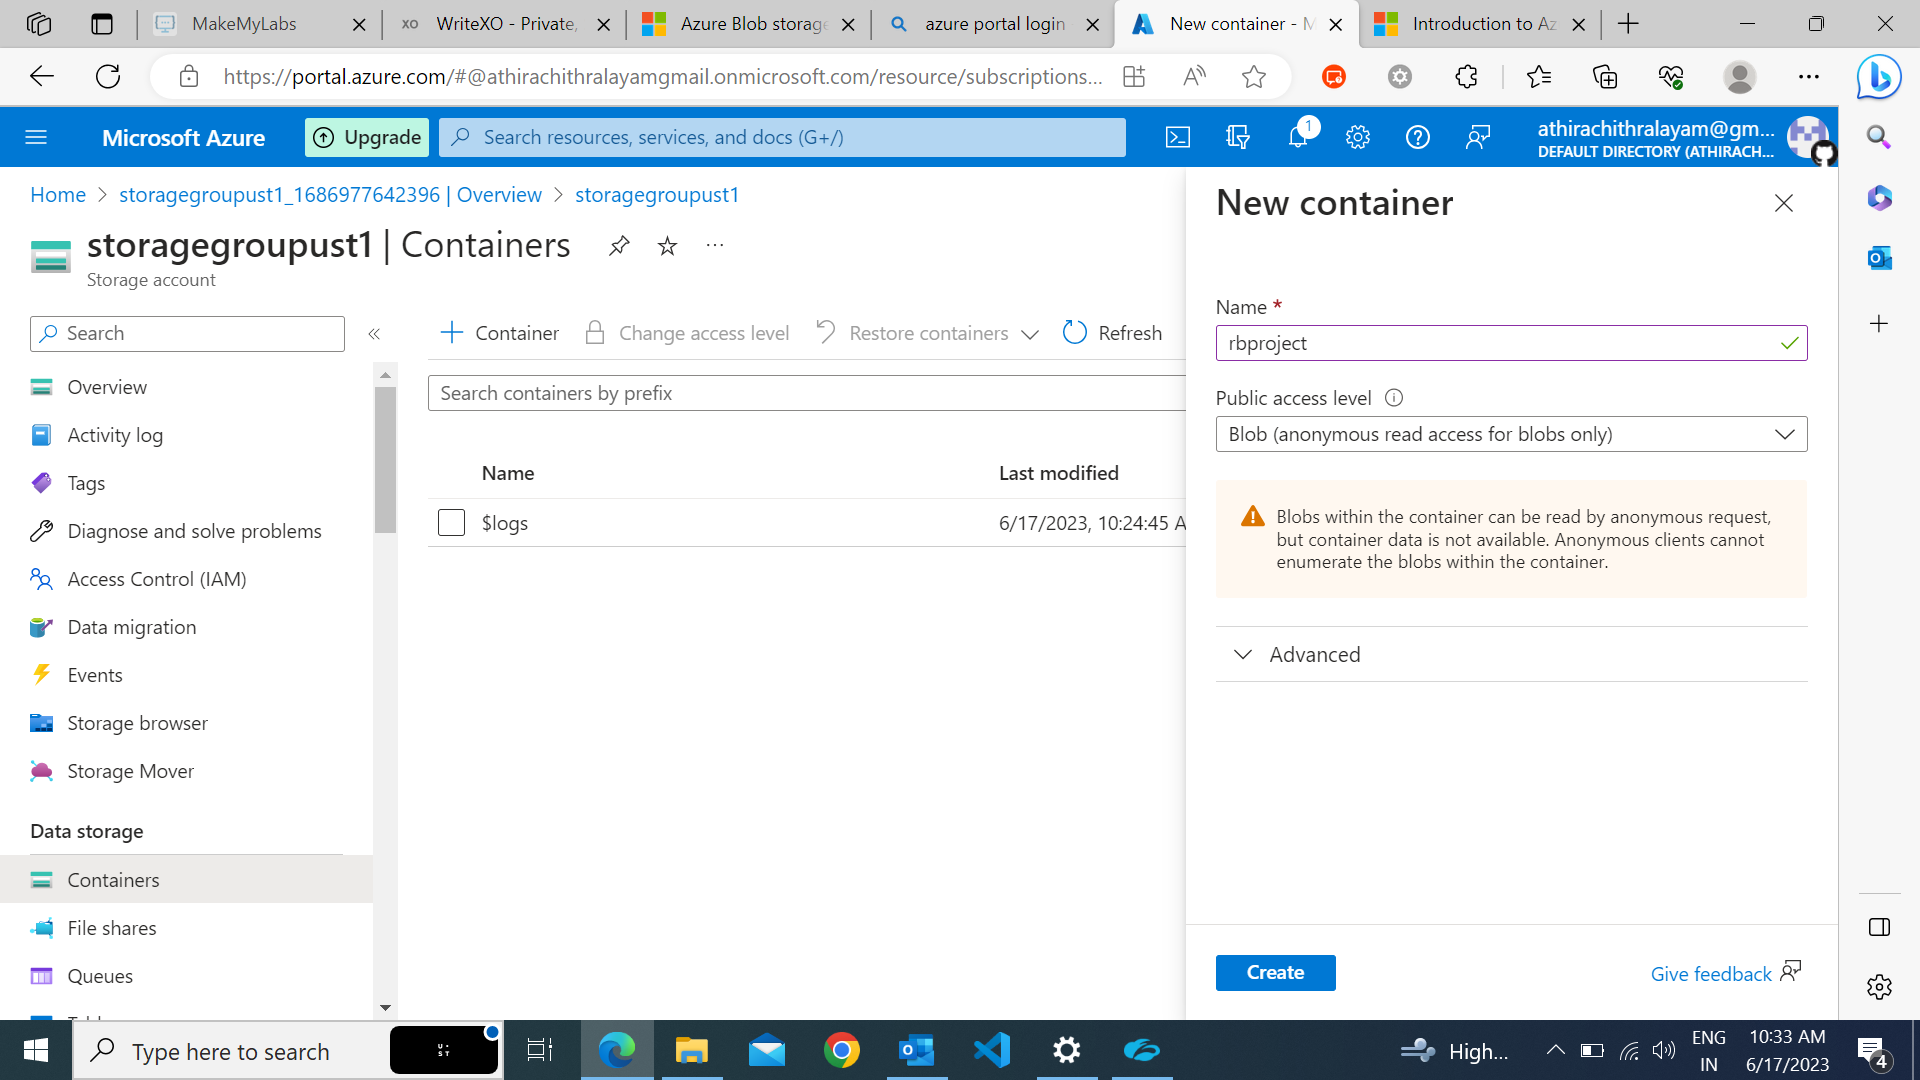 MakeMyLabs
WriteXO - Private,
Azure Blob storage
azure portal login
New container - M
Introduction to Az
https://portal.azure.com/#@athirachithralayamgmail.onmicrosoft.com/resource/subscriptions...
Microsoft Azure
Upgrade
Search resources, services, and docs (G+/)
1
athirachithralayam@gm...
DEFAULT DIRECTORY (ATHIRACH...
Home > storagegroupust1_1686977642396 | Overview > storagegroupust1
storagegroupust1 | Containers
Storage account
Search
Overview
Activity log
Tags
Diagnose and solve problems
Access Control (IAM)
Data migration
Events
Storage browser
Storage Mover
Data storage
Containers
File shares
Queues
Container
Change access level
Restore containers
Refresh
Search containers by prefix
Name
Last modified
$logs
6/17/2023, 10:24:45 A
New container
Name *
rbproject
Public access level
Blob (anonymous read access for blobs only)
Blobs within the container can be read by anonymous request,
but container data is not available. Anonymous clients cannot
enumerate the blobs within the container.
Advanced
Create
Give feedback
Type here to search
U·
ST
High...
ENG
IN
10:33 AM
6/17/2023
4